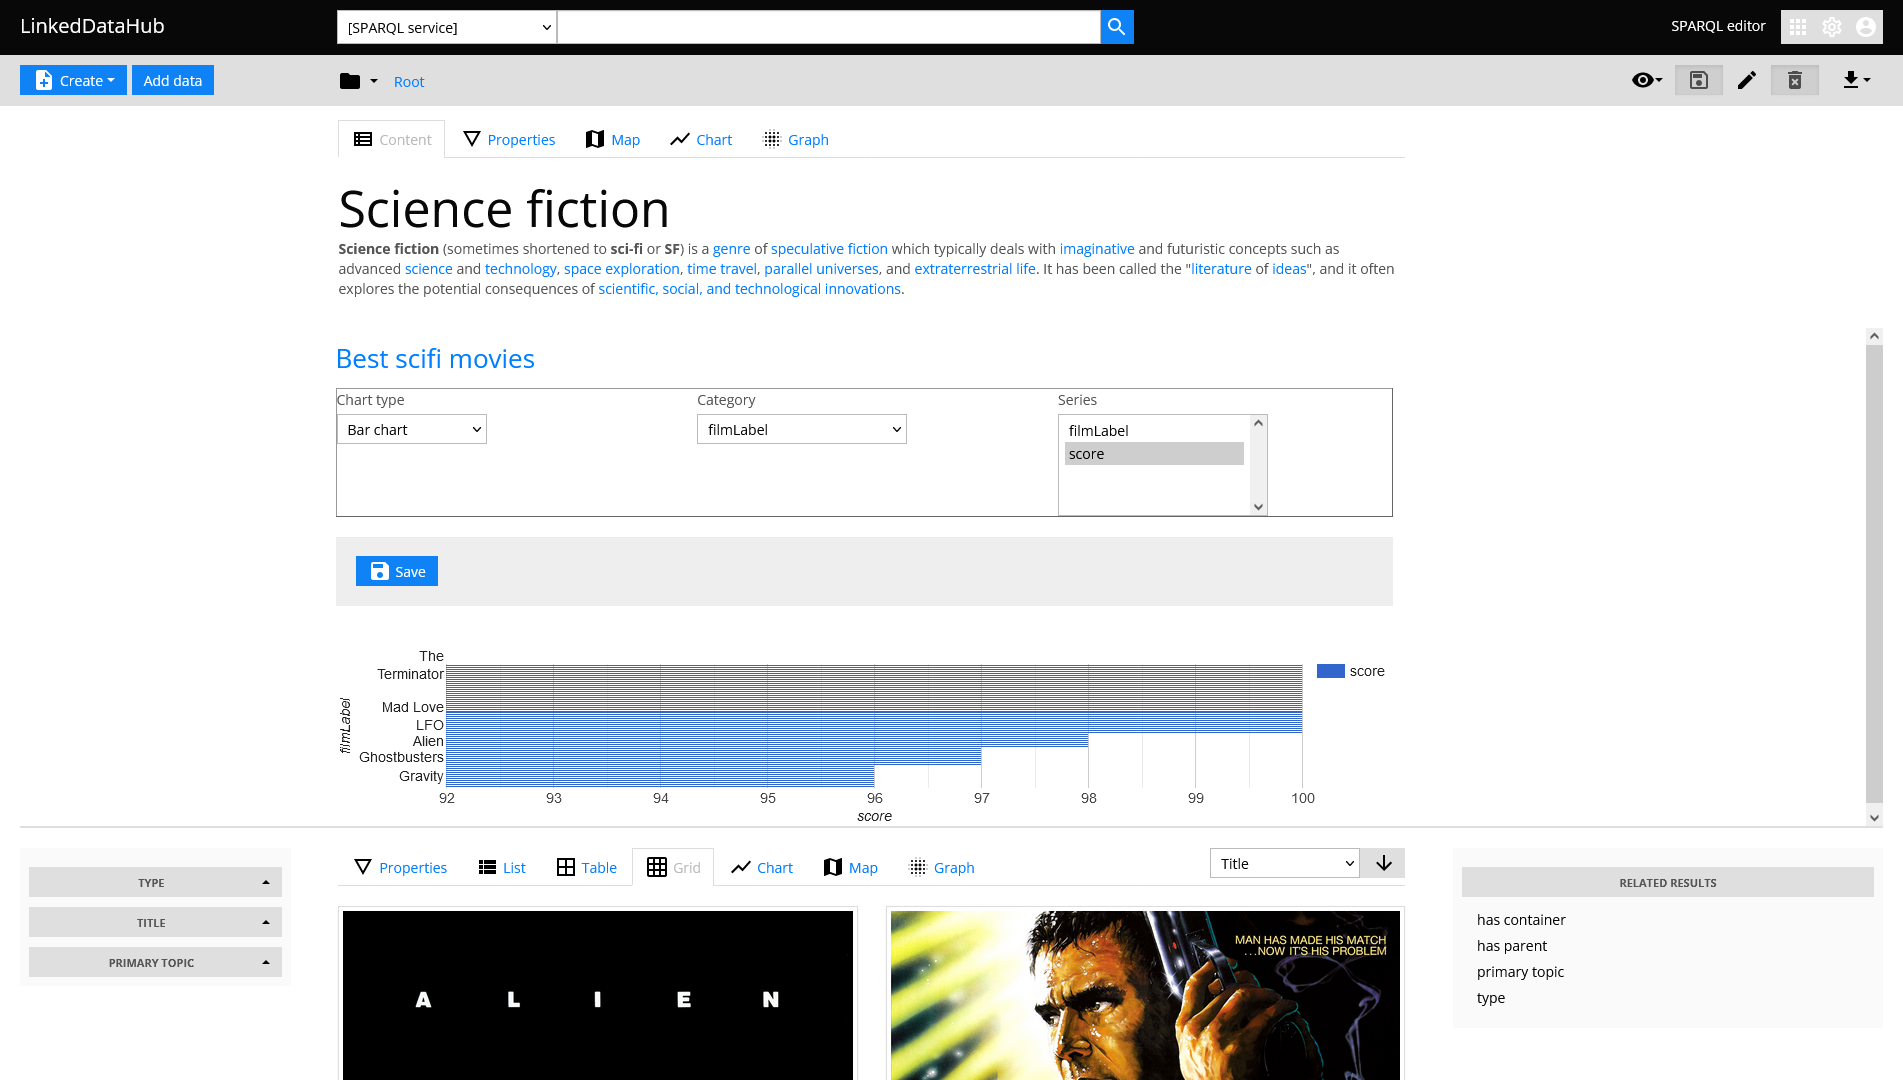 LinkedDataHub
[SPARQL service]
SPARQL editor
Create
Add data
Root
Content
Properties
Map
Chart
Graph
Science fiction
Science fiction (sometimes shortened to sci-fi or SF) is a genre of speculative fiction which typically deals with imaginative and futuristic concepts such as
advanced science and technology, space exploration, time travel, parallel universes, and extraterrestrial life. It has been called the "literature of ideas", and it often
explores the potential consequences of scientific, social, and technological innovations.
Best scifi movies
Chart type
Bar chart
Category
filmLabel
Series
filmLabel
score
Save
filmLabel
The
Terminator
Mad Love
LFO
Alien
Ghostbusters
Gravity
92
93
94
95
96
97
98
99
100
score
score
TYPE
TITLE
PRIMARY TOPIC
Properties
List
Table
Grid
Chart
Map
Graph
Title
ALIEN
MAN HAS MADE HIS MATCH
...NOW IT'S HIS PROBLEM
RELATED RESULTS
has container
has parent
primary topic
type